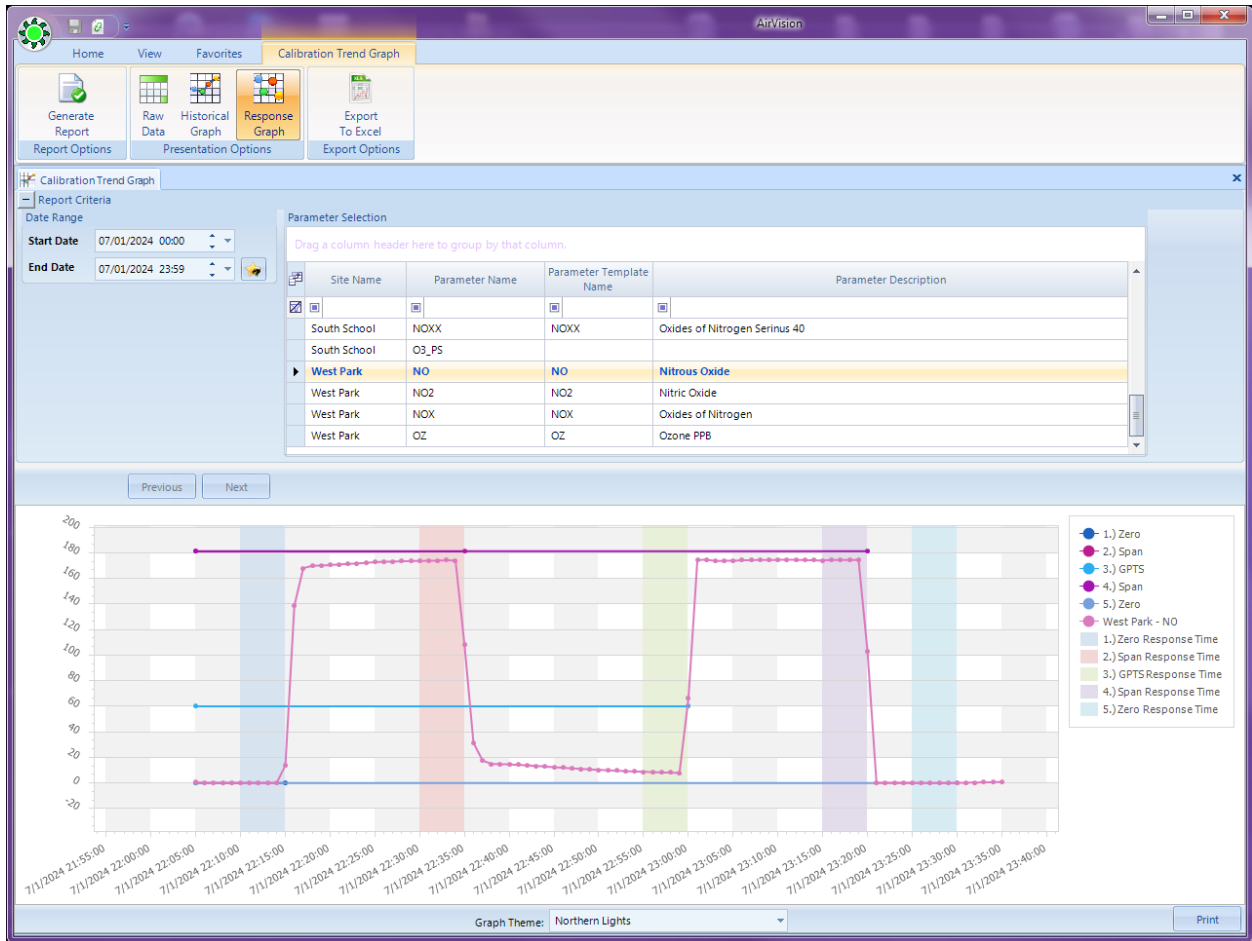 AirVision
Home View Favorites Calibration Trend Graph
Generate Report
Raw Data
Historical Graph
Response Graph
Export To Excel
Report Options Presentation Options Export Options
Calibration Trend Graph
Report Criteria
Date Range
Start Date 07/01/2024 00:00
End Date 07/01/2024 23:59
Parameter Selection
Drag a column header here to group by that column.
Site Name Parameter Name Parameter Template Name Parameter Description
South School NOXX NOXX Oxides of Nitrogen Serinus 40
South School O3_PS
West Park NO NO Nitrous Oxide
West Park NO2 NO2 Nitric Oxide
West Park NOX NOX Oxides of Nitrogen
West Park OZ OZ Ozone PPB
Previous Next
200
180
160
140
120
100
80
60
40
20
0
-20
7/1/2024 21:55:00
7/1/2024 22:00:00
7/1/2024 22:05:00
7/1/2024 22:10:00
7/1/2024 22:15:00
7/1/2024 22:20:00
7/1/2024 22:25:00
7/1/2024 22:30:00
7/1/2024 22:35:00
7/1/2024 22:40:00
7/1/2024 22:45:00
7/1/2024 22:50:00
7/1/2024 22:55:00
7/1/2024 23:00:00
7/1/2024 23:05:00
7/1/2024 23:10:00
7/1/2024 23:15:00
7/1/2024 23:20:00
7/1/2024 23:25:00
7/1/2024 23:30:00
7/1/2024 23:35:00
7/1/2024 23:40:00
1.) Zero
2.) Span
3.) GPTS
4.) Span
5.) Zero
West Park - NO
1.) Zero Response Time
2.) Span Response Time
3.) GPTS Response Time
4.) Span Response Time
5.) Zero Response Time
Graph Theme: Northern Lights
Print